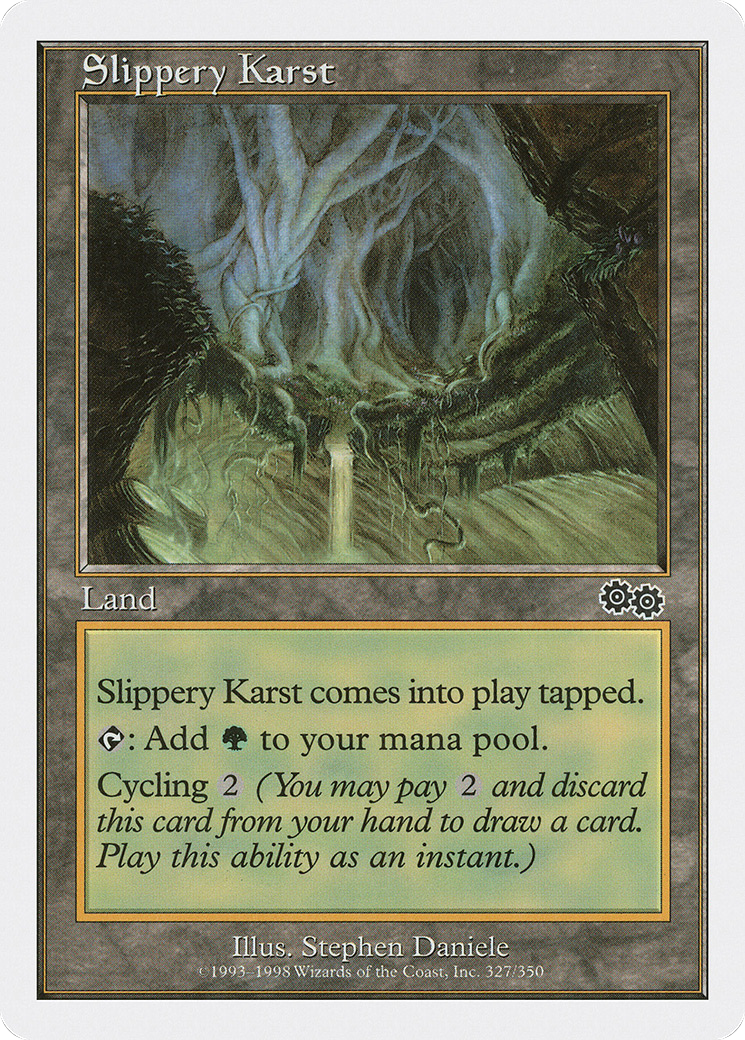 Slippery Karst
Land
Slippery Karst comes into play tapped.
: Add to your mana pool.
Cycling 2 (You may pay 2 and discard
this card from your hand to draw a card.
Play this ability as an instant.)
Illus. Stephen Daniele
©1993-1998 Wizards of the Coast, Inc. 327/350